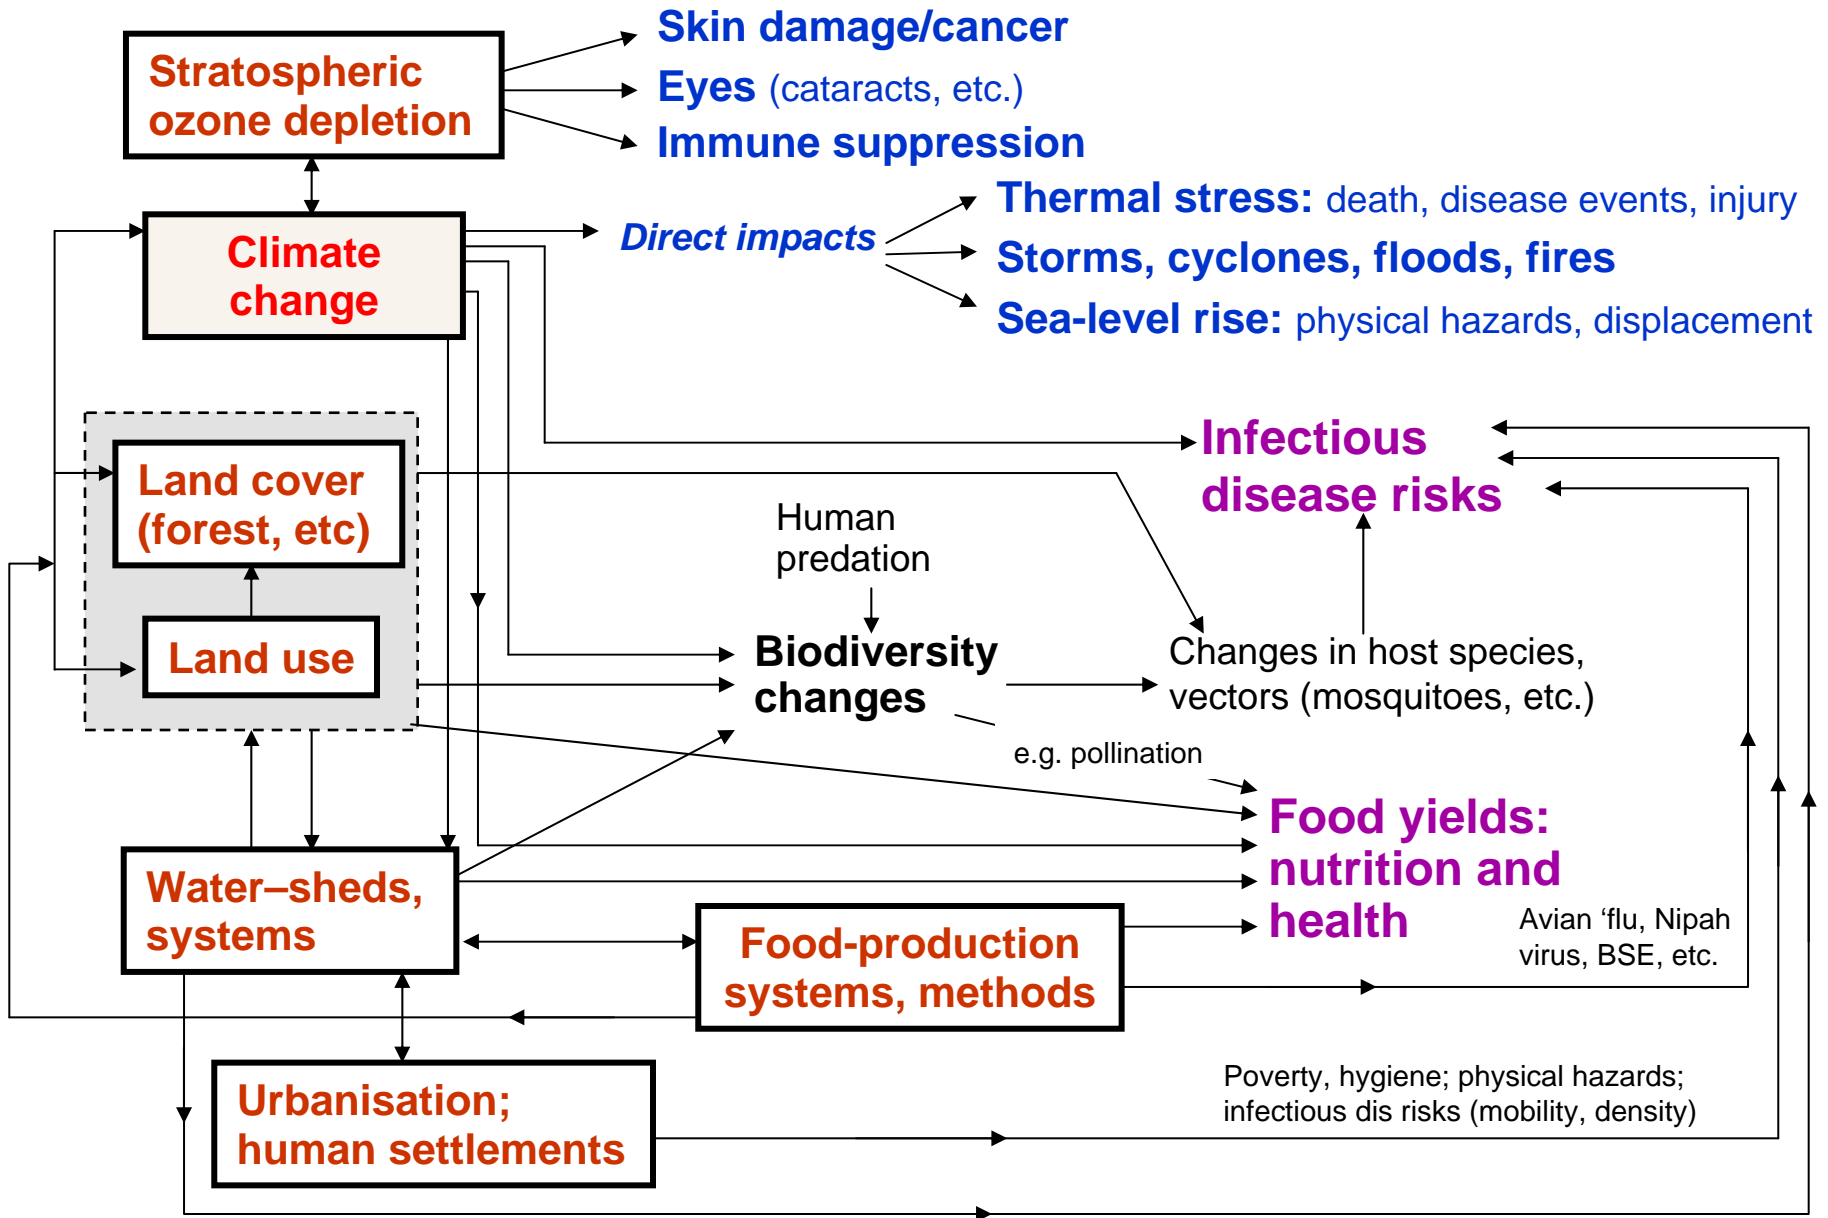 Stratospheric
ozone depletion
Skin damage/cancer
Eyes (cataracts, etc.)
Immune suppression
Climate
change
Direct impacts
Thermal stress: death, disease events, injury
Storms, cyclones, floods, fires
Sea-level rise: physical hazards, displacement
Land cover
(forest, etc)
Land use
Human
predation
Infectious
disease risks
Biodiversity
changes
Changes in host species,
vectors (mosquitoes, etc.)
e.g. pollination
Food yields:
nutrition and
health
Water–sheds,
systems
Food-production
systems, methods
Avian ‘flu, Nipah
virus, BSE, etc.
Urbanisation;
human settlements
Poverty, hygiene; physical hazards;
infectious dis risks (mobility, density)